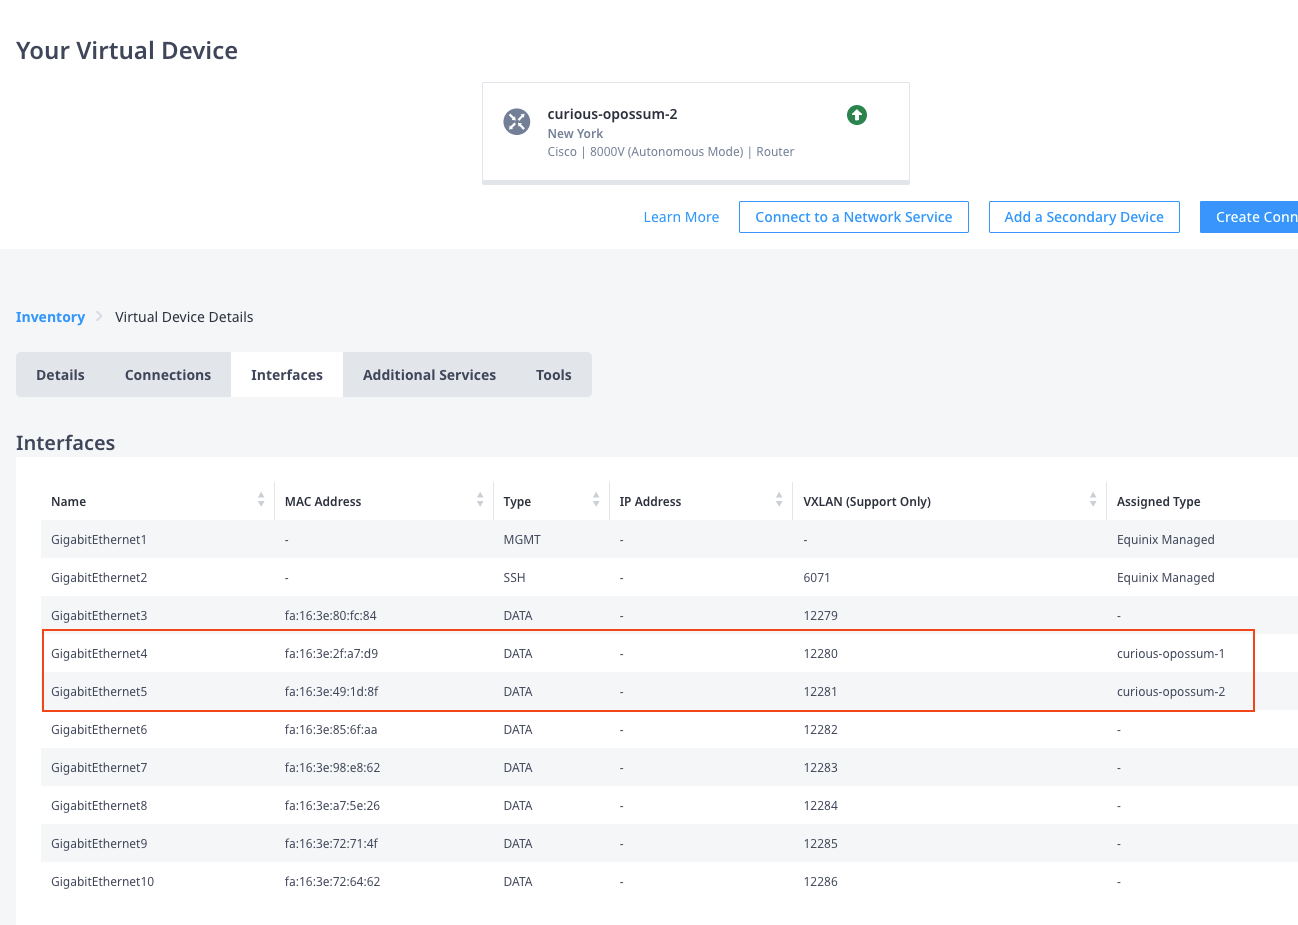 Your Virtual Device
curious-opossum-2
New York
Cisco | 8000V (Autonomous Mode) | Router
Learn More Connect to a Network Service Add a Secondary Device Create Conn
Inventory Virtual Device Details
Details Connections Interfaces Additional Services Tools
Interfaces
Name MAC Address Type IP Address VXLAN (Support Only) Assigned Type
GigabitEthernet1 - MGMT - - Equinix Managed
GigabitEthernet2 - SSH - 6071 Equinix Managed
GigabitEthernet3 fa:16:3e:80:fc:84 DATA - 12279 -
GigabitEthernet4 fa:16:3e:2f:a7:d9 DATA - 12280 curious-opossum-1
GigabitEthernet5 fa:16:3e:49:1d:8f DATA - 12281 curious-opossum-2
GigabitEthernet6 fa:16:3e:85:6f:aa DATA - 12282 -
GigabitEthernet7 fa:16:3e:98:e8:62 DATA - 12283 -
GigabitEthernet8 fa:16:3e:a7:5e:26 DATA - 12284 -
GigabitEthernet9 fa:16:3e:72:71:4f DATA - 12285 -
GigabitEthernet10 fa:16:3e:72:64:62 DATA - 12286 -